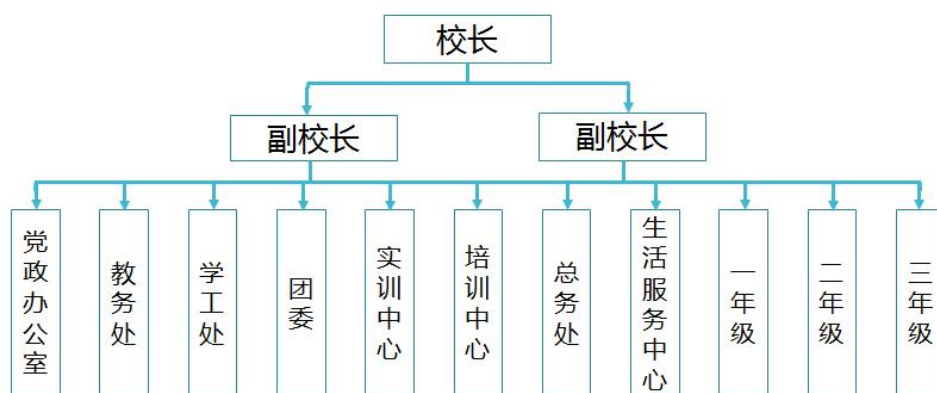 校长
副校长
副校长
党政办公室
教务处
学工处
团委
实训中心
培训中心
总务处
生活服务中心
一年级
二年级
三年级